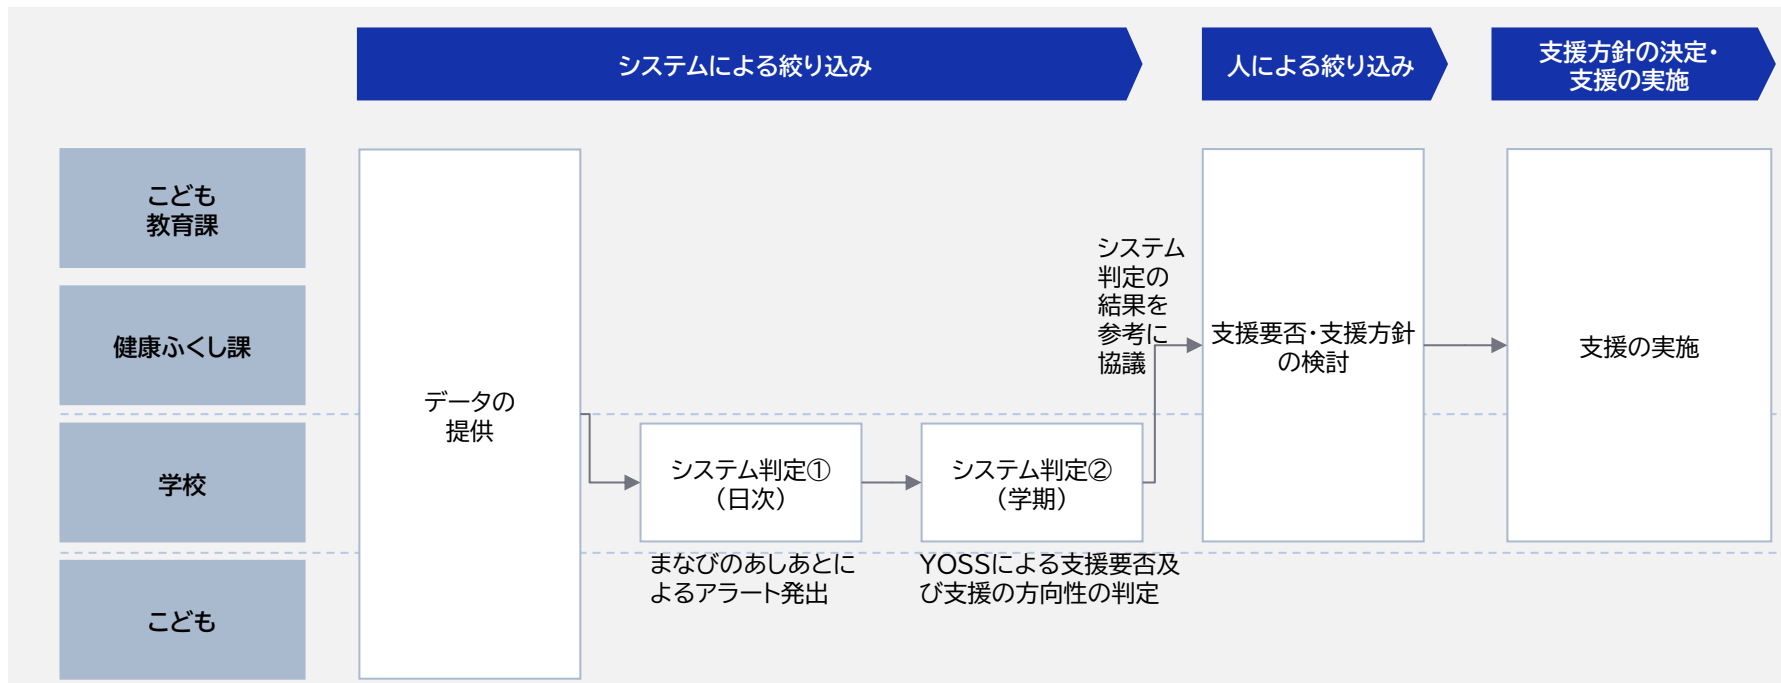 システムによる絞り込み
人による絞り込み
支援方針の決定・
支援の実施
こども
教育課
健康ふくし課
学校
こども
データの
提供
システム判定①
（日次）
まなびのあしあとに
よるアラート発出
システム判定②
（学期）
YOSSによる支援要否及
び支援の方向性の判定
システム
判定の
結果を
参考に
協議
支援要否・支援方針
の検討
支援の実施